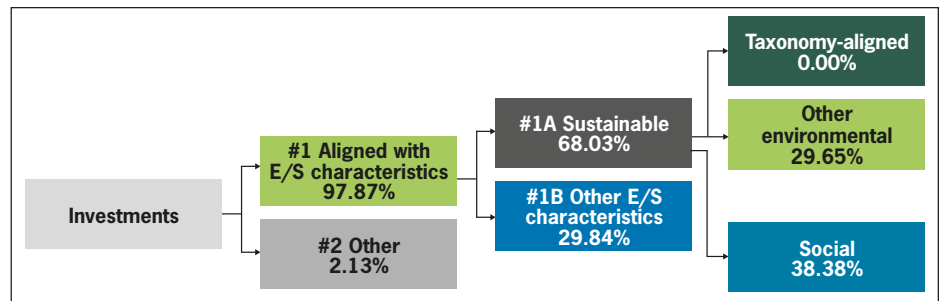 Taxonomy-aligned
0.00%
#1A Sustainable
68.03%
Other
environmental
29.65%
#1 Aligned with
E/S characteristics
97.87%
Investments
#1B Other E/S
characteristics
29.84%
#2 Other
2.13%
Social
38.38%